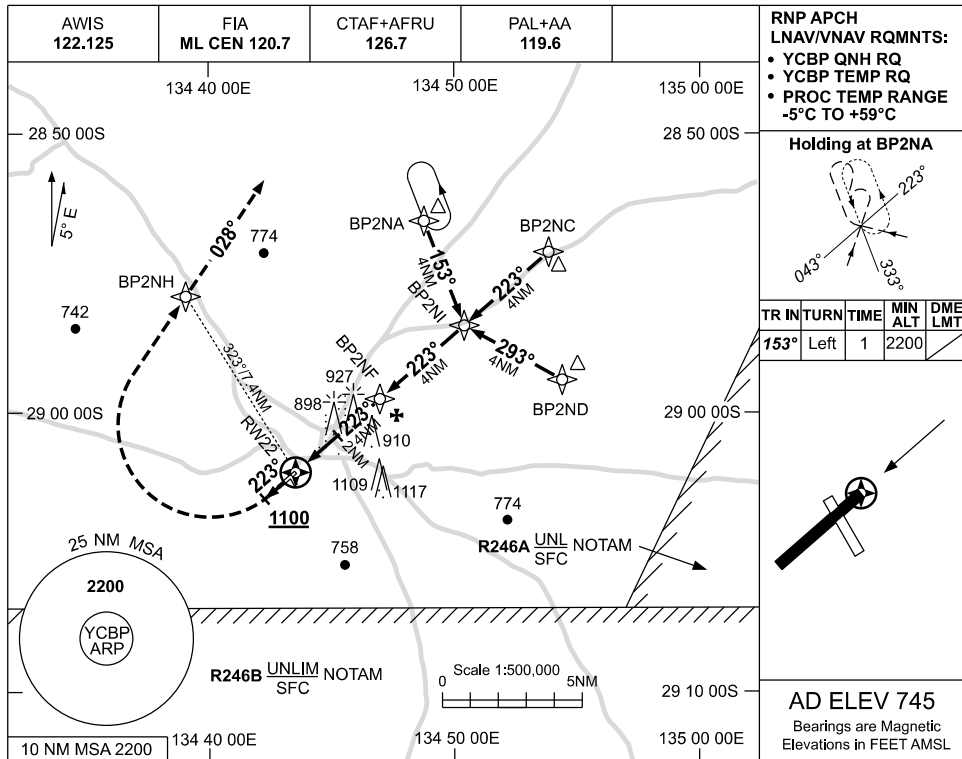 AWIS
122.125
FIA
ML CEN 120.7
CTAF+AFRU
126.7
PAL+AA
119.6
RNP APCH
LNAV/VNAV RQMNTS:
• YCBP QNH RQ
• YCBP TEMP RQ
• PROC TEMP RANGE
-5°C TO +59°C
134 40 00E
134 50 00E
135 00 00E
28 50 00S
28 50 00S
Holding at BP2NA
223°
043°
333°
TR IN TURN TIME MIN ALT DME LMT
153° Left 1 2200
5° E
028°
774
BP2NH
742
BP2NA
153°
4NM
BP2NC
223°
4NM
BP2NI
293°
4NM
BP2ND
223°
4NM
BP2NF
323°/7.4NM
927
898
29 00 00S
29 00 00S
223°
4NM
2NM
910
RW22
223°
1109
1117
1100
774
758
R246A UNL
SFC NOTAM
25 NM MSA
2200
YCBP
ARP
R246B UNLIM
SFC NOTAM
Scale 1:500,000
0 5NM
29 10 00S
10 NM MSA 2200
134 40 00E
134 50 00E
135 00 00E
AD ELEV 745
Bearings are Magnetic
Elevations in FEET AMSL